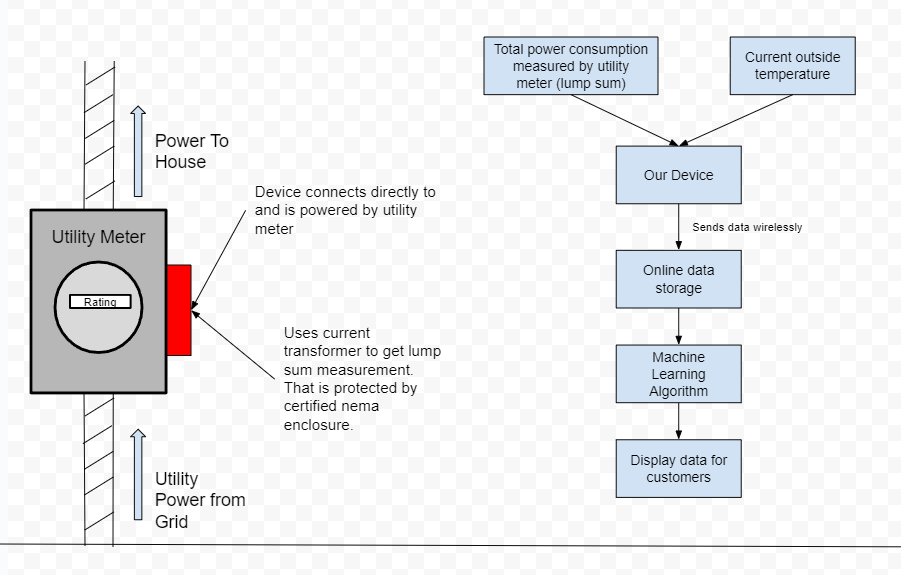 Power To
House
Device connects directly to
and is powered by utility
meter
Utility Meter
Rating
Uses current
transformer to get lump
sum measurement.
That is protected by
certified nema
enclosure.
Utility
Power from
Grid
Total power consumption
measured by utility
meter (lump sum)
Current outside
temperature
Our Device
Sends data wirelessly
Online data
storage
Machine
Learning
Algorithm
Display data for
customers